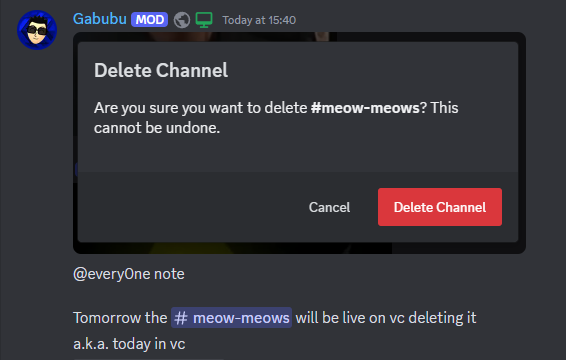 Gabubu MOD Today at 15:40
Delete Channel
Are you sure you want to delete #meow-meows? This
cannot be undone.
Cancel Delete Channel
@every0ne note
Tomorrow the # meow-meows will be live on vc deleting it
a.k.a. today in vc